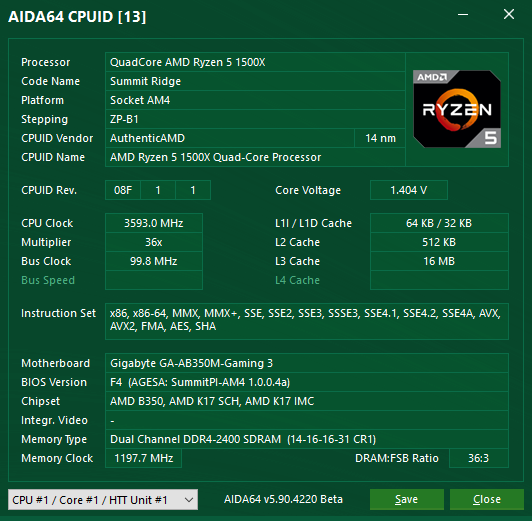 AIDA64 CPUID [13]
Processor QuadCore AMD Ryzen 5 1500X
Code Name Summit Ridge
Platform Socket AM4
Stepping ZP-B1
CPUID Vendor AuthenticAMD 14 nm
CPUID Name AMD Ryzen 5 1500X Quad-Core Processor
AMD
RYZEN
5
CPUID Rev. 08F 1 1 Core Voltage 1.404 V
CPU Clock 3593.0 MHz L1I / L1D Cache 64 KB / 32 KB
Multiplier 36x L2 Cache 512 KB
Bus Clock 99.8 MHz L3 Cache 16 MB
Bus Speed L4 Cache
Instruction Set x86, x86-64, MMX, MMX+, SSE, SSE2, SSE3, SSSE3, SSE4.1, SSE4.2, SSE4A, AVX,
AVX2, FMA, AES, SHA
Motherboard Gigabyte GA-AB350M-Gaming 3
BIOS Version F4 (AGESA: SummitPI-AM4 1.0.0.4a)
Chipset AMD B350, AMD K17 SCH, AMD K17 IMC
Integr. Video -
Memory Type Dual Channel DDR4-2400 SDRAM (14-16-16-31 CR1)
Memory Clock 1197.7 MHz DRAM:FSB Ratio 36:3
CPU #1 / Core #1 / HTT Unit #1 AIDA64 v5.90.4220 Beta Save Close